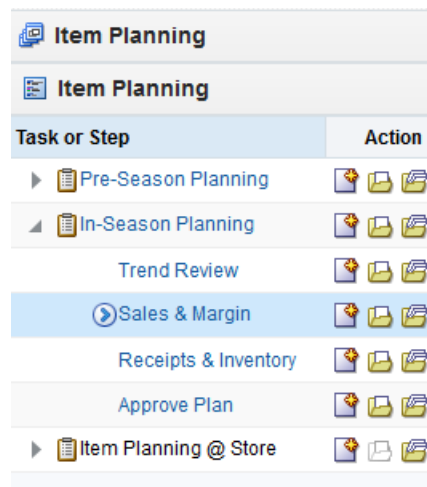 Item Planning
Item Planning
Task or Step Action
Pre-Season Planning
In-Season Planning
Trend Review
Sales & Margin
Receipts & Inventory
Approve Plan
Item Planning @ Store